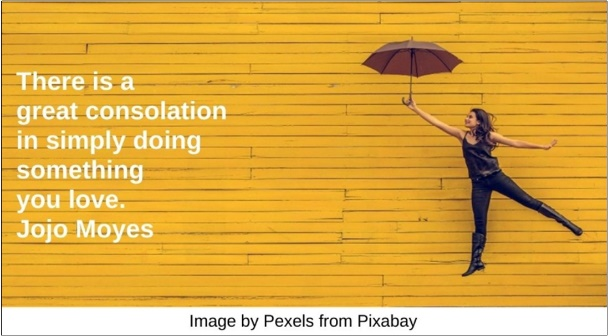 There is a
great consolation
in simply doing
something
you love.
Jojo Moyes
Image by Pexels from Pixabay